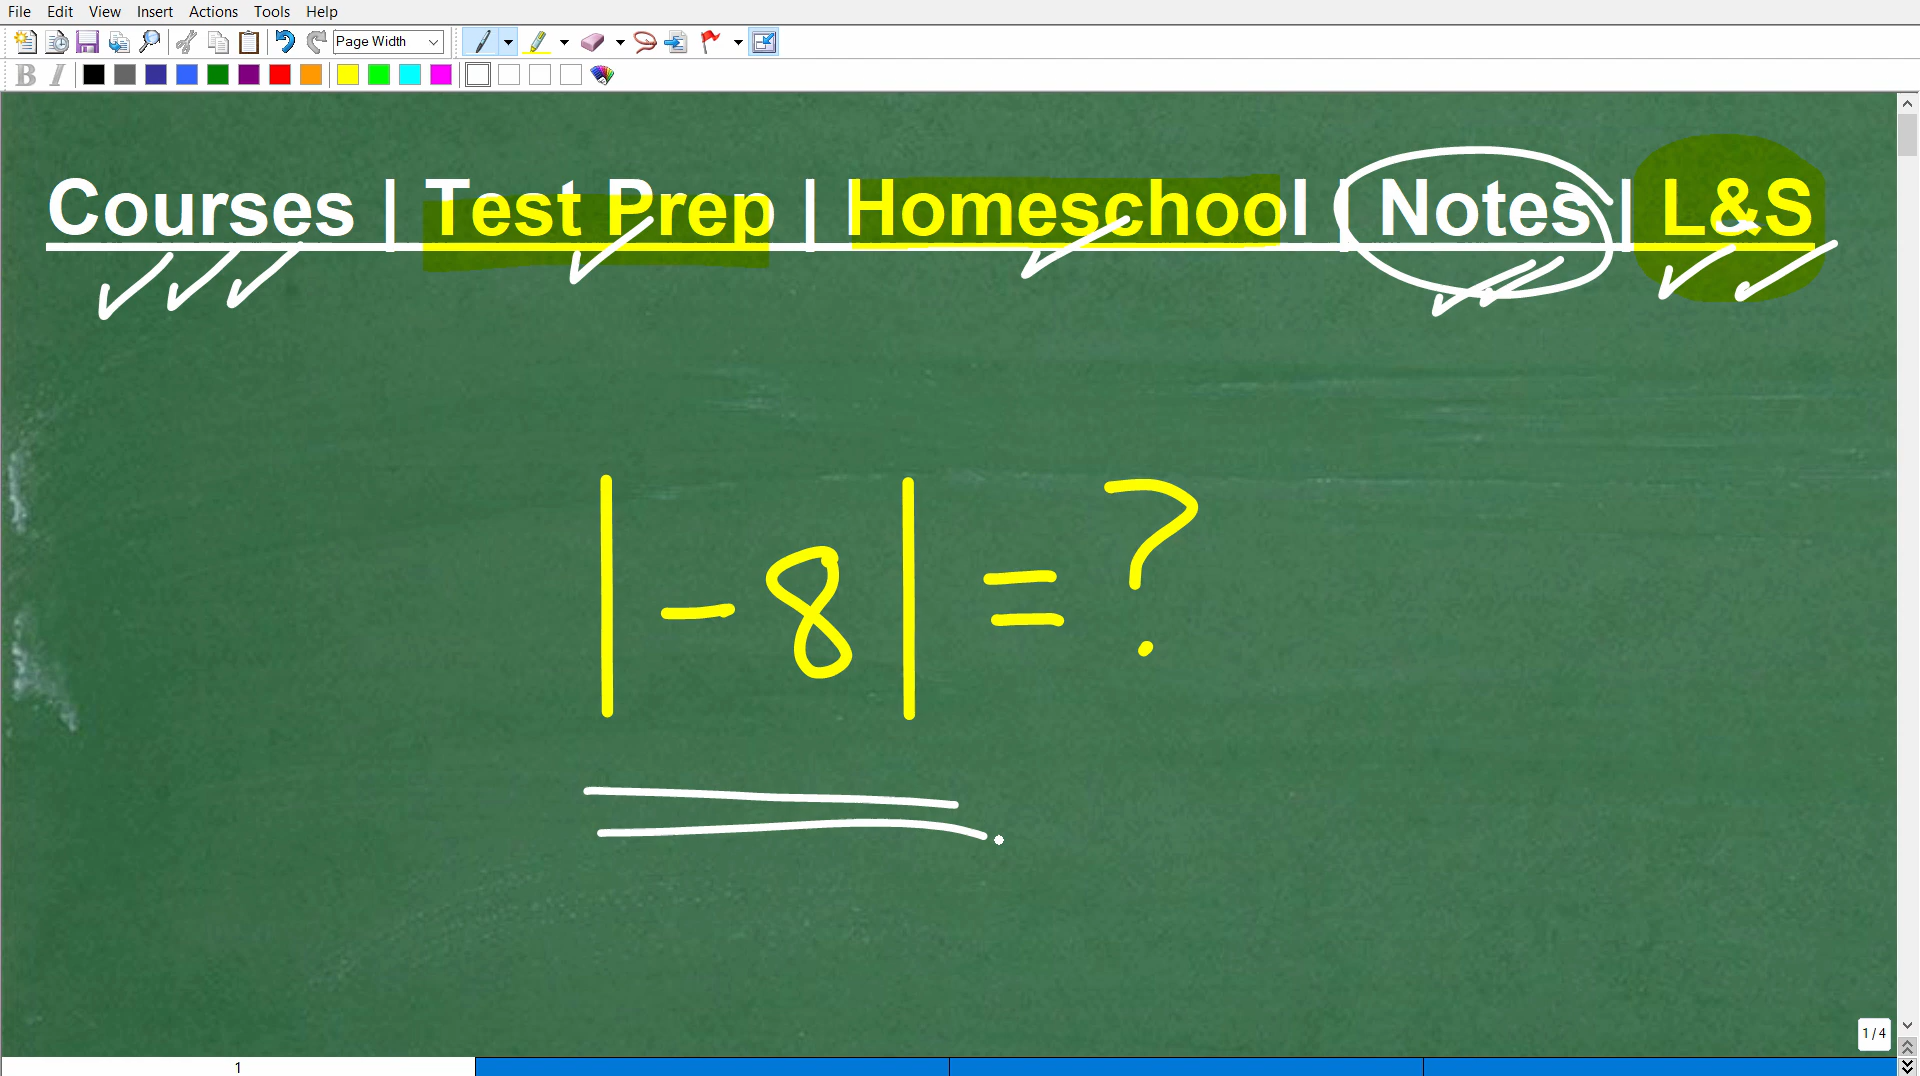 File Edit View Insert Actions Tools Help
Page Width
B I
Courses | Test Prep | Homeschool | Notes | L&S
|-8| = ?
1 / 4
1